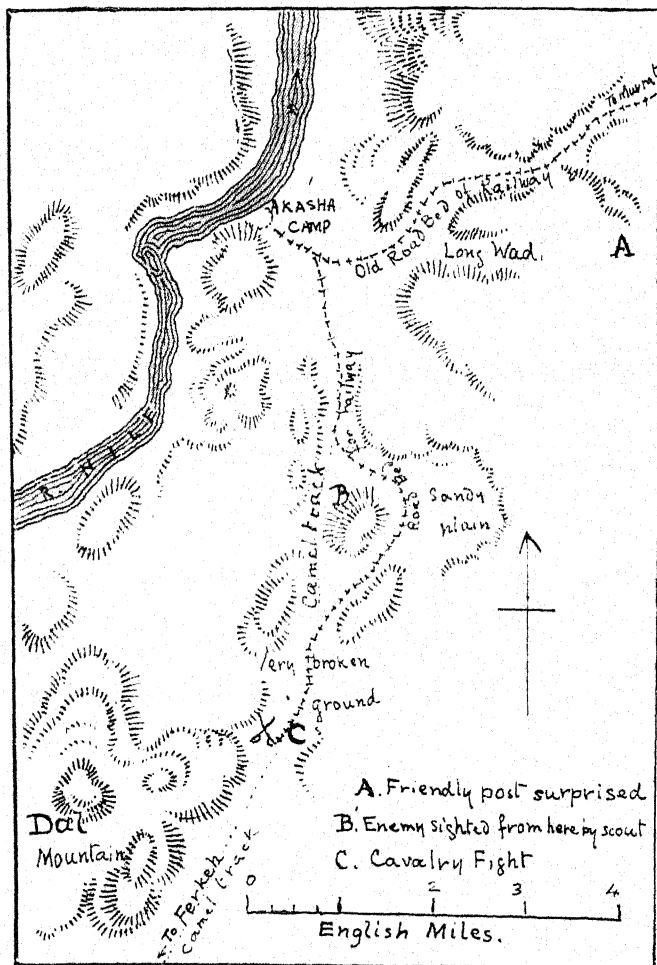 R
To Murrat
AKASHA
CAMP
Old Road Bed of Railway
Long Wad.
A
for railway
Road Bed
R. NILE
B
Sandy
plain
Camel track
Very broken
ground
C
A. Friendly post surprised
B. Enemy sighted from here by scout
C. Cavalry Fight
Dal
Mountain
To Ferkeh
Camel track
0 2 3 4
English Miles.